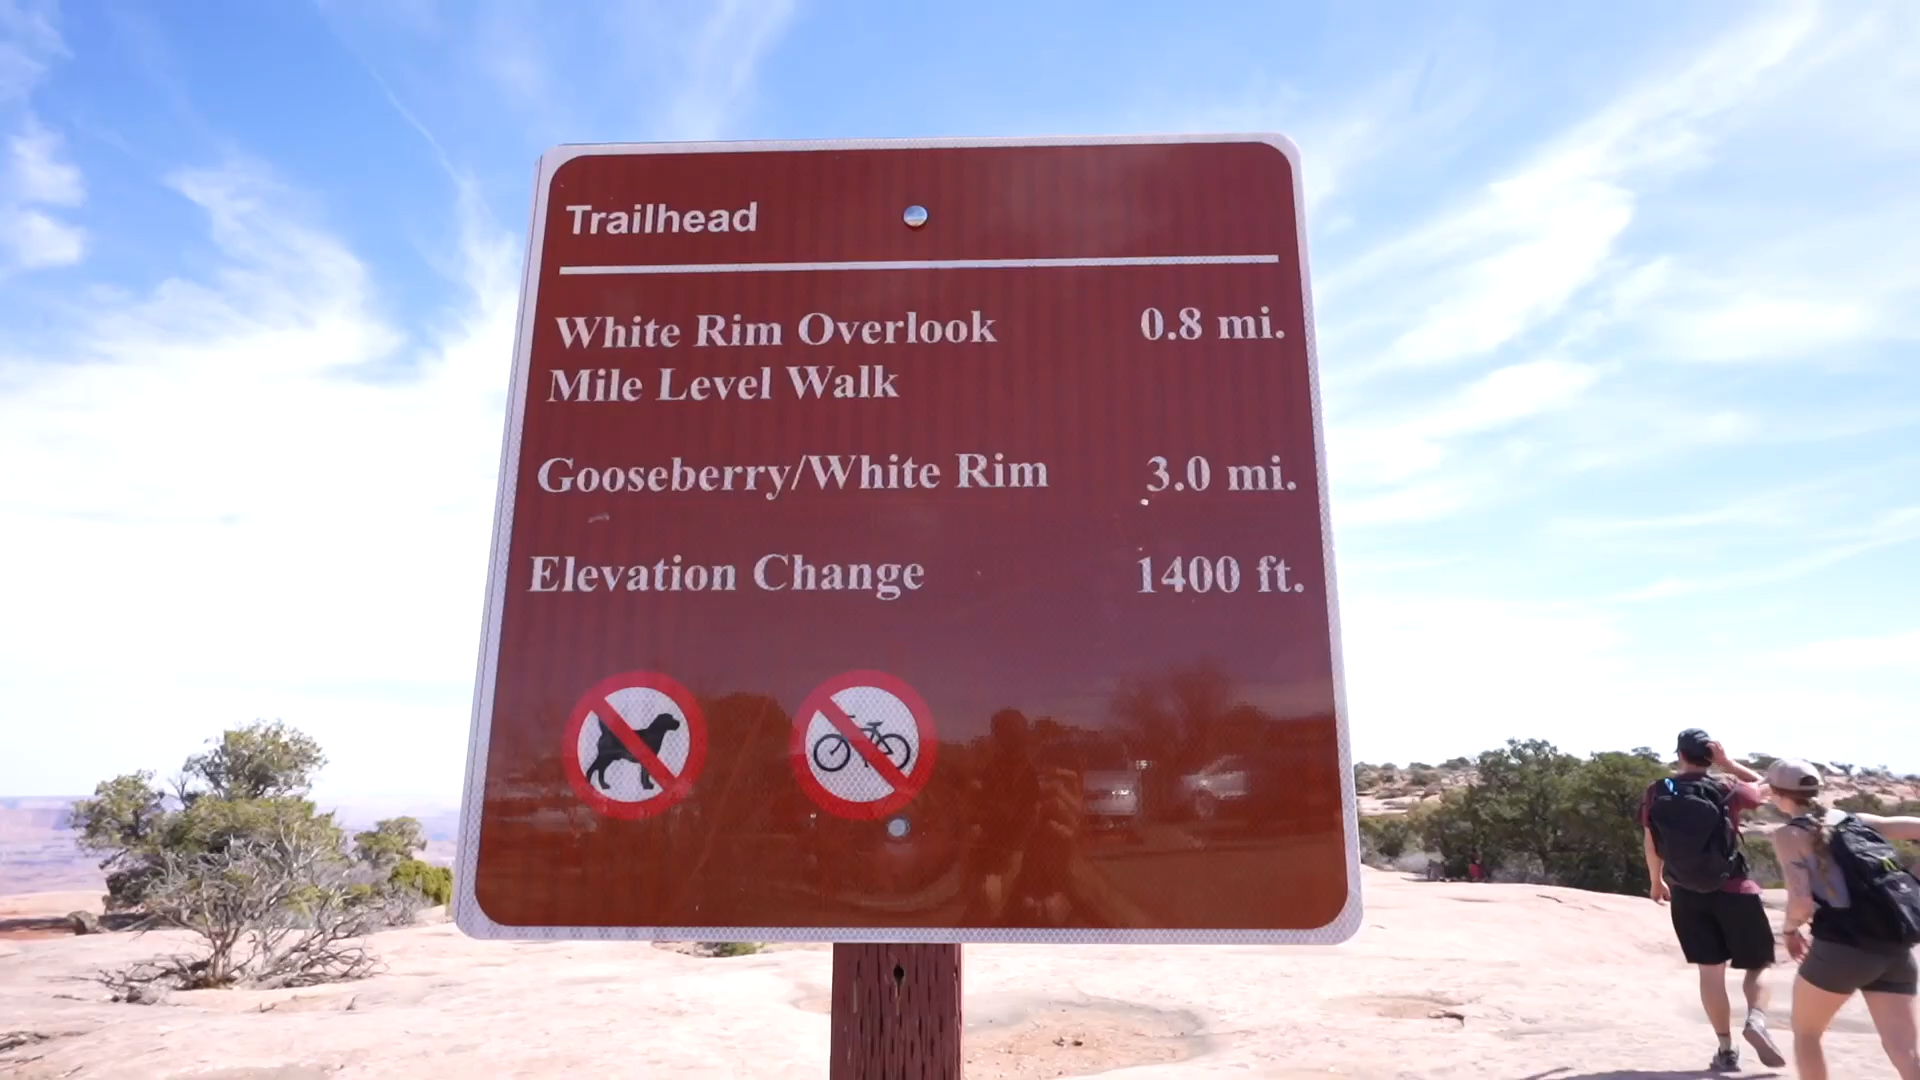 Trailhead
White Rim Overlook 0.8 mi.
Mile Level Walk
Gooseberry/White Rim 3.0 mi.
Elevation Change 1400 ft.